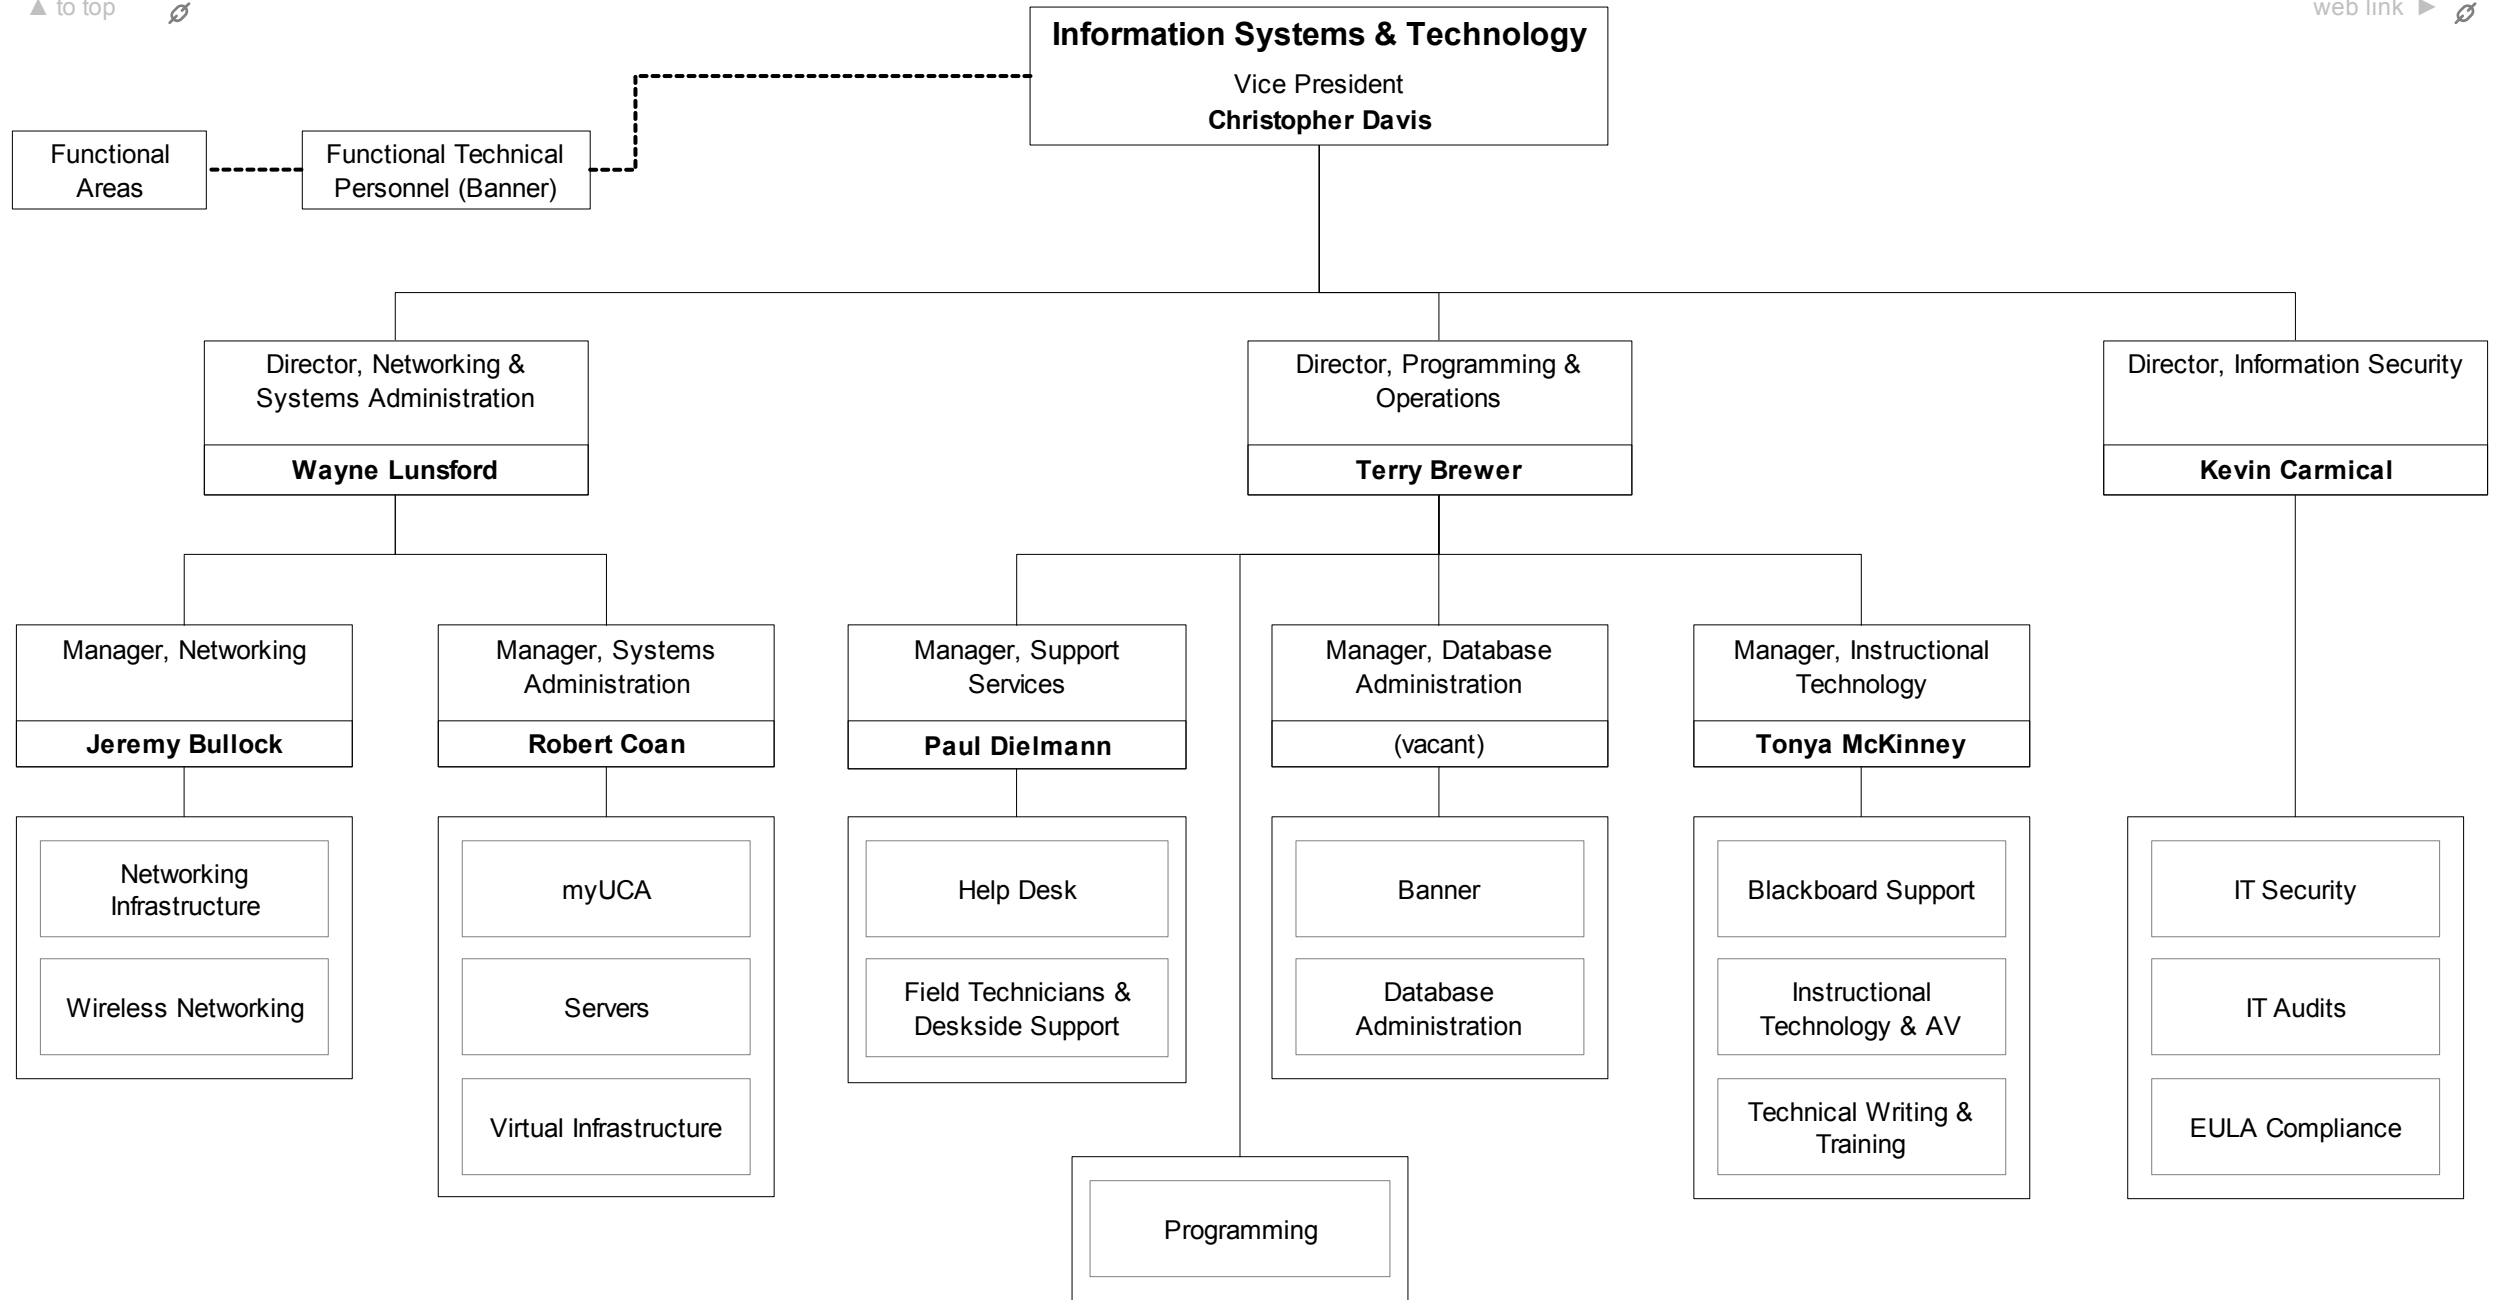 ▲ to top
web link ►
Information Systems & Technology
Vice President
Christopher Davis
Functional
Areas
Functional Technical
Personnel (Banner)
Director, Networking &
Systems Administration
Wayne Lunsford
Director, Programming &
Operations
Terry Brewer
Director, Information Security
Kevin Carmical
Manager, Networking
Jeremy Bullock
Manager, Systems
Administration
Robert Coan
Manager, Support
Services
Paul Dielmann
Manager, Database
Administration
(vacant)
Manager, Instructional
Technology
Tonya McKinney
Networking
Infrastructure
Wireless Networking
myUCA
Servers
Virtual Infrastructure
Help Desk
Field Technicians &
Deskside Support
Banner
Database
Administration
Blackboard Support
Instructional
Technology & AV
Technical Writing &
Training
IT Security
IT Audits
EULA Compliance
Programming